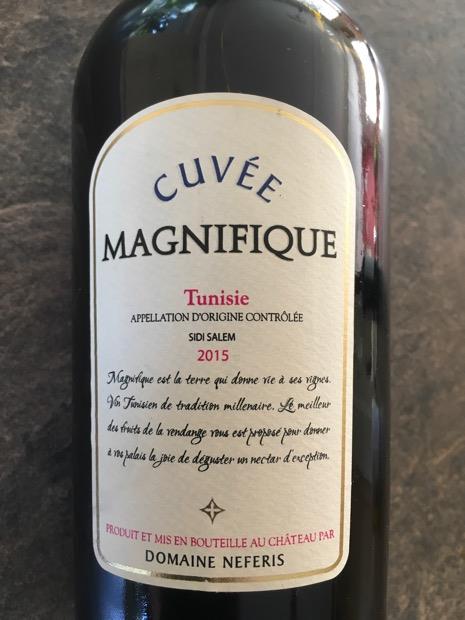 CUVÉE
MAGNIFIQUE
Tunisie
APPELLATION D'ORIGINE CONTRÔLÉE
SIDI SALEM
2015
Magnifique est la terre qui donne vie à ses vignes.
Vin Tunisien de tradition millenaire. Le meilleur
des fruits de la vendange vous est proposé pour donner
à vos palais la joie de déguster un nectar d'exception.
PRODUIT ET MIS EN BOUTEILLE AU CHÂTEAU PAR
DOMAINE NEFERIS